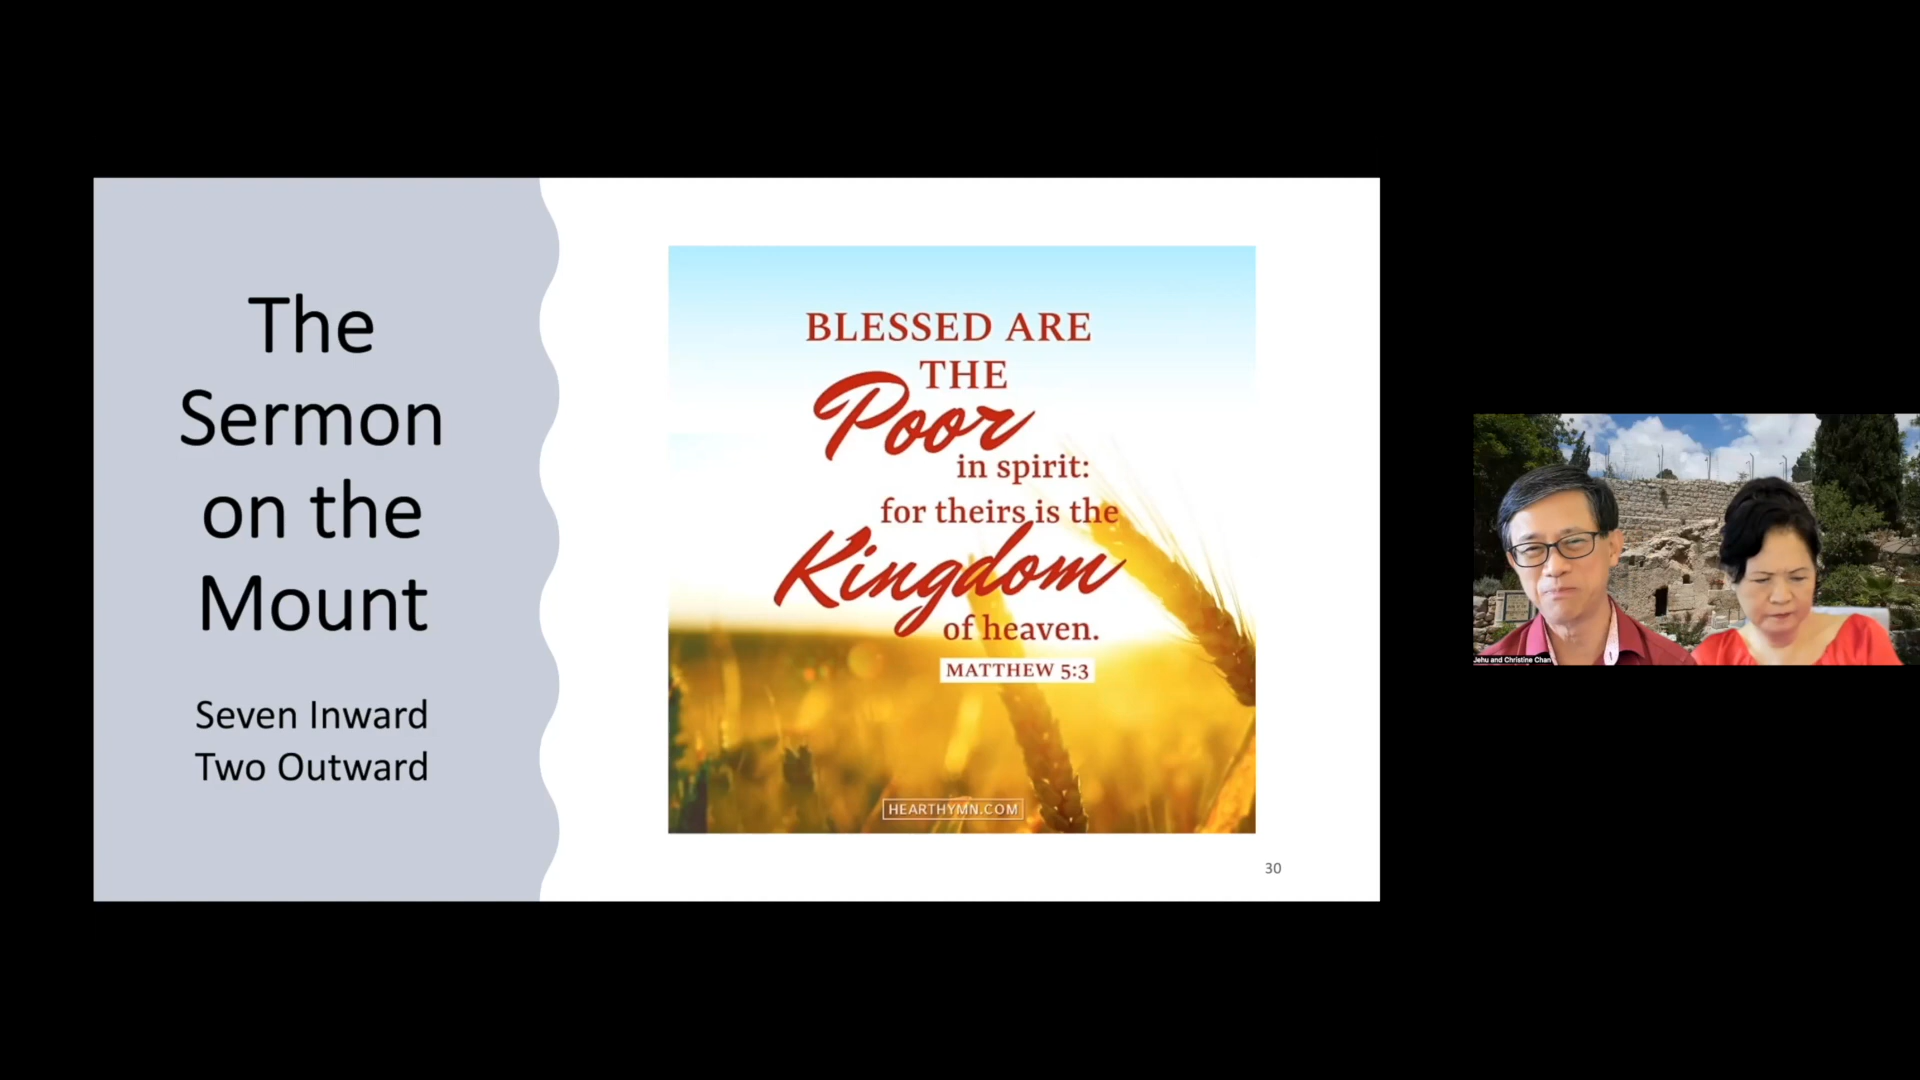 The
Sermon
on the
Mount
Seven Inward
Two Outward
BLESSED ARE
THE
Poor
in spirit:
for theirs is the
Kingdom
of heaven.
MATTHEW 5:3
HEARTHYMN.COM
30
Jehu and Christine Chan